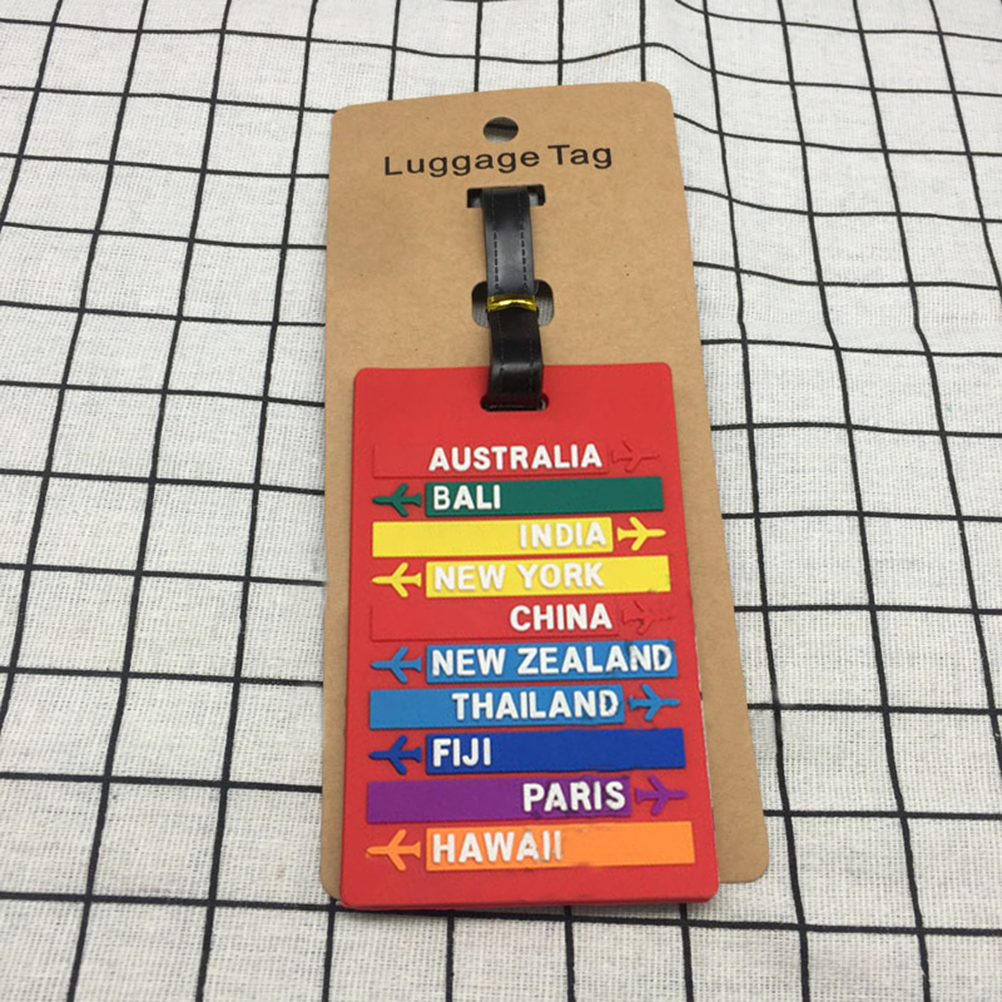 Luggage Tag
AUSTRALIA
BALI
INDIA
NEW YORK
CHINA
NEW ZEALAND
THAILAND
FIJI
PARIS
HAWAII